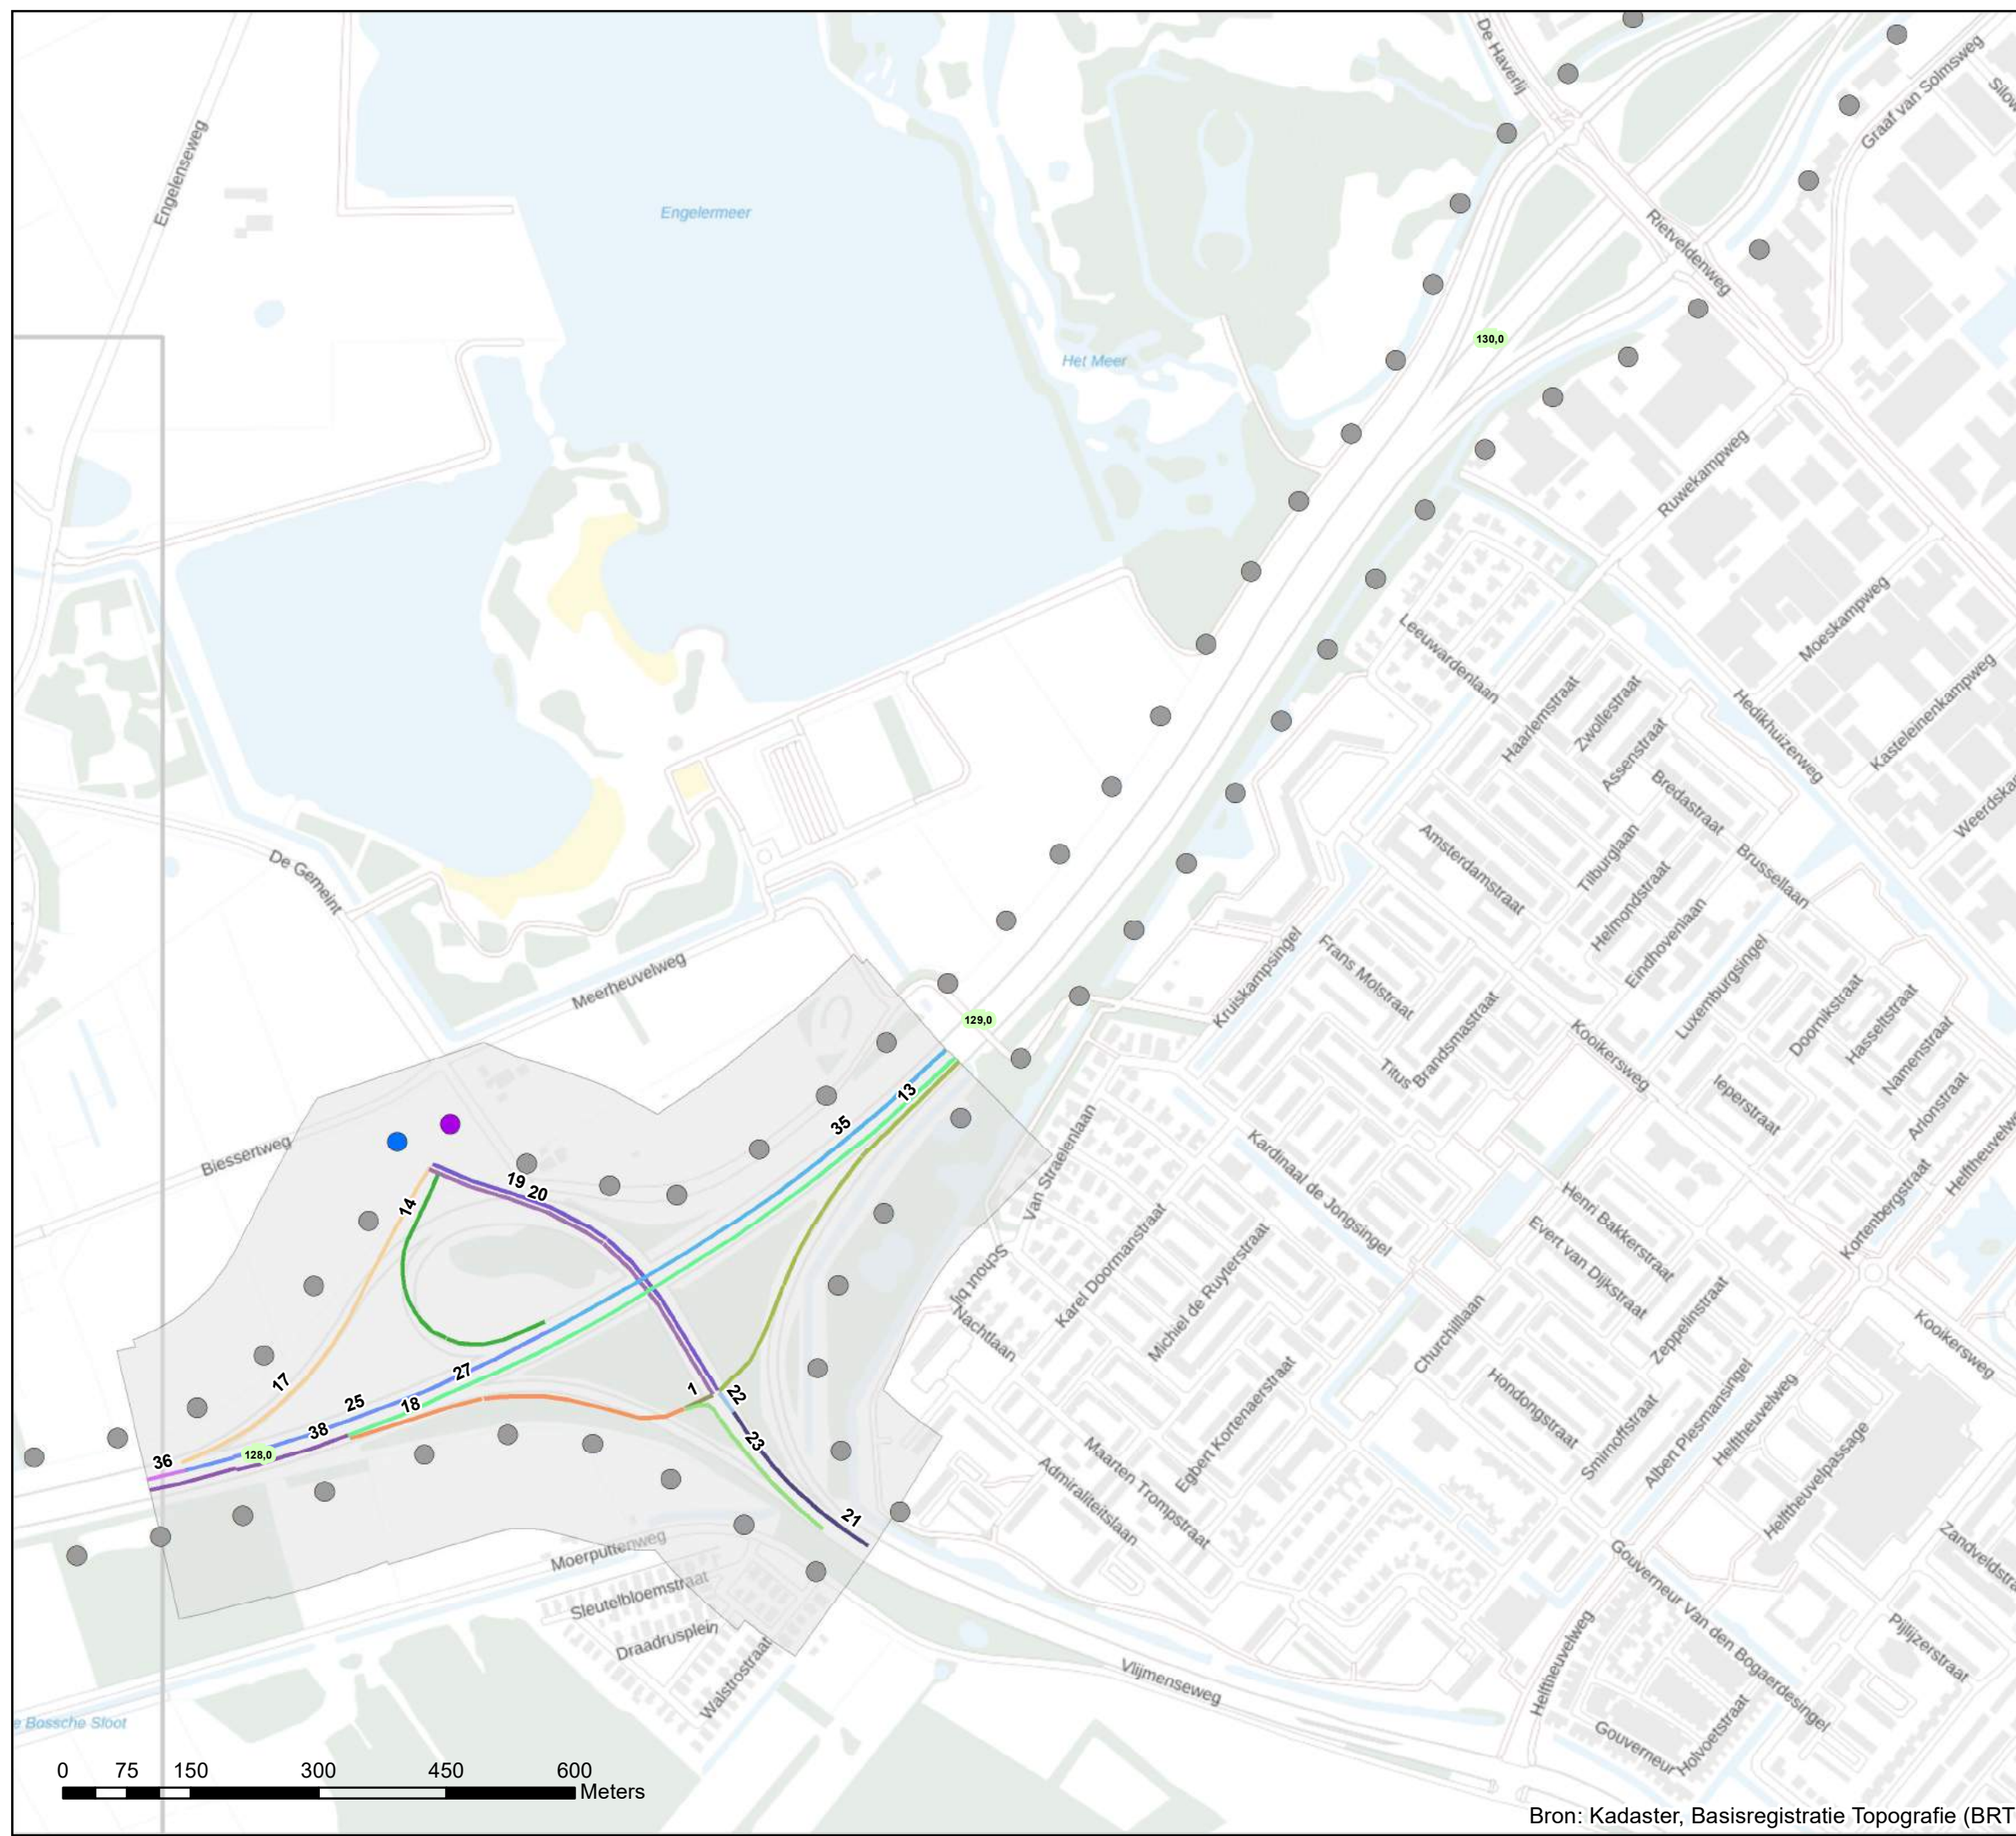 De Haverlij
Graaf van Solmsweg
Engelenseweg
Engelermeer
Rietveldenweg
130,0
Het Meer
Ruwekampweg
Moeskampweg
Leeuwardenlaan
Kasteleinenkampweg
Haarlemstraat
Zwollestraat
Assenstraat
Hedikhuizerweg
Bredastraat
De Gemeint
Amsterdamstraat
Tilburglaan
Brussellaan
Helmondstraat
Eindhovenlaan
Meerheuvelweg
Kruiskampsingel
Frans Molstraat
Luxemburgsingel
Doornikstraat
Hasseltstraat
Namenstraat
129,0
Titus
Brandsmastraat
Kooikersweg
Ieperstraat
Arlonstraat
13
35
Biessertweg
Van Straelenlaan
Kardinaal de Jongsingel
Kortenbergstraat
14
19
20
Karel Doormanstraat
Michiel de Ruyterstraat
Henri Bakkerstraat
Evert van Dijkstraat
Schout bij
Nachtlaan
Zeppelinstraat
Churchilllaan
Kooikersweg
17
27
25
18
38
1
22
23
21
36
128,0
Hondongstraat
Smirnoffstraat
Albert Plesmansingel
Helftheuvelweg
Helftheuvelpassage
Egbert Kortenaerstraat
Maarten Trompstraat
Admiraliteitslaan
Moerputtenweg
Sleutelbloemstraat
Draadrusplein
Walstrostraat
Vlijmenseweg
Helftheuvelweg
Gouverneur Van den Bogaerdesingel
Pijlijzerstraat
Gouverneur
Holvoetstraat
e Bossche Sloot
0 75 150 300 450 600
Meters
Bron: Kadaster, Basisregistratie Topografie (BRT